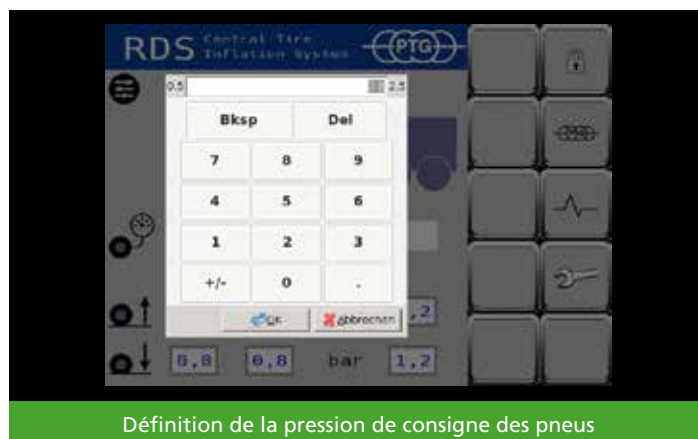 RDS Central Tire
Inflation System
PTG
0.5 2.5
Bksp Del
7 8 9
4 5 6
1 2 3
+/- 0 .
OK Abbrechen
,2
0,8 0,8 bar 1,2
Définition de la pression de consigne des pneus